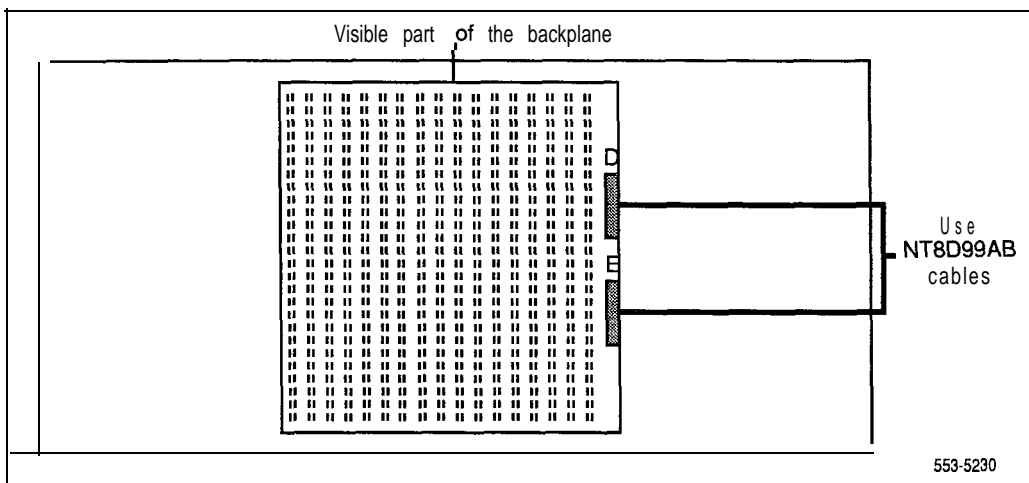 Visible part of the backplane
D
E
Use
NT8D99AB
cables
553-5230